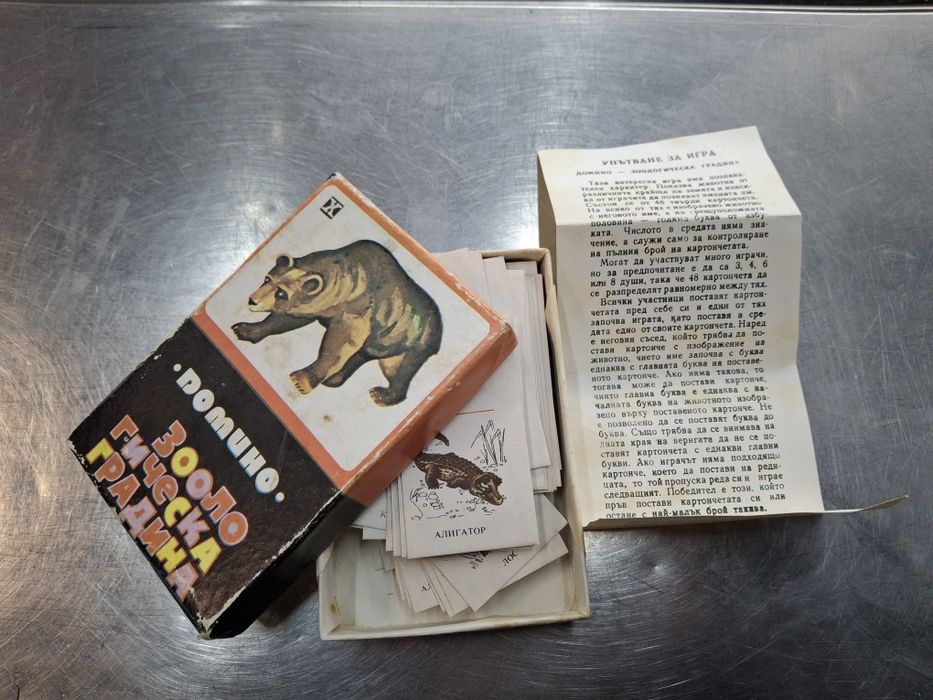 · ДОМИНО ·
ЗООЛО
ГИЧЕСКА
ГРАДИНА
АЛИГАТОР
ЛОС
УПЪТВАНЕ ЗА ИГРА
ДОМИНО — ЗООЛОГИЧЕСКА ГРАДИНА
Тази интересна игра има познава-
телен характер. Показва животни от
различните крайща на земята и изиск-
ва от играчите да познават имената им.
Състои се от 48 твърди картончета.
На всяко от тях е изобразено животно
с неговото име, а на срещуположната
половина — голяма буква от азбу-
ката. Числото в средата няма зна-
чение, а служи само за контролиране
на пълния брой на картончетата.
Могат да участвуват много играчи,
но за предпочитане е да са 3, 4, 6
или 8 души, така че 48 картончета да
се разпределят равномерно между тях.
Всички участници поставят картон-
четата пред себе си и един от тях
започва играта, като поставя в сре-
дата едно от своите картончета. Наред
е неговия съсед, който трябва да по-
стави картонче с изображение на
животно, чието име започва с буква
еднаква с главната буква на поставе-
ното картонче. Ако няма такова, то
тогава може да постави картонче,
чиято главна буква е еднаква с на-
чалната буква на животното изобра-
зено върху поставеното картонче. Не
е позволено да се поставят буква до
буква. Също трябва да се внимава на
двата края на веригата да не се по-
ставят картончета с еднакви главни
букви. Ако играчът няма подходящо
картонче, което да постави на реди-
цата, то той пропуска реда си и играе
следващият. Победител е този, който
пръв постави картончетата си или
остане с най-малък брой такива.